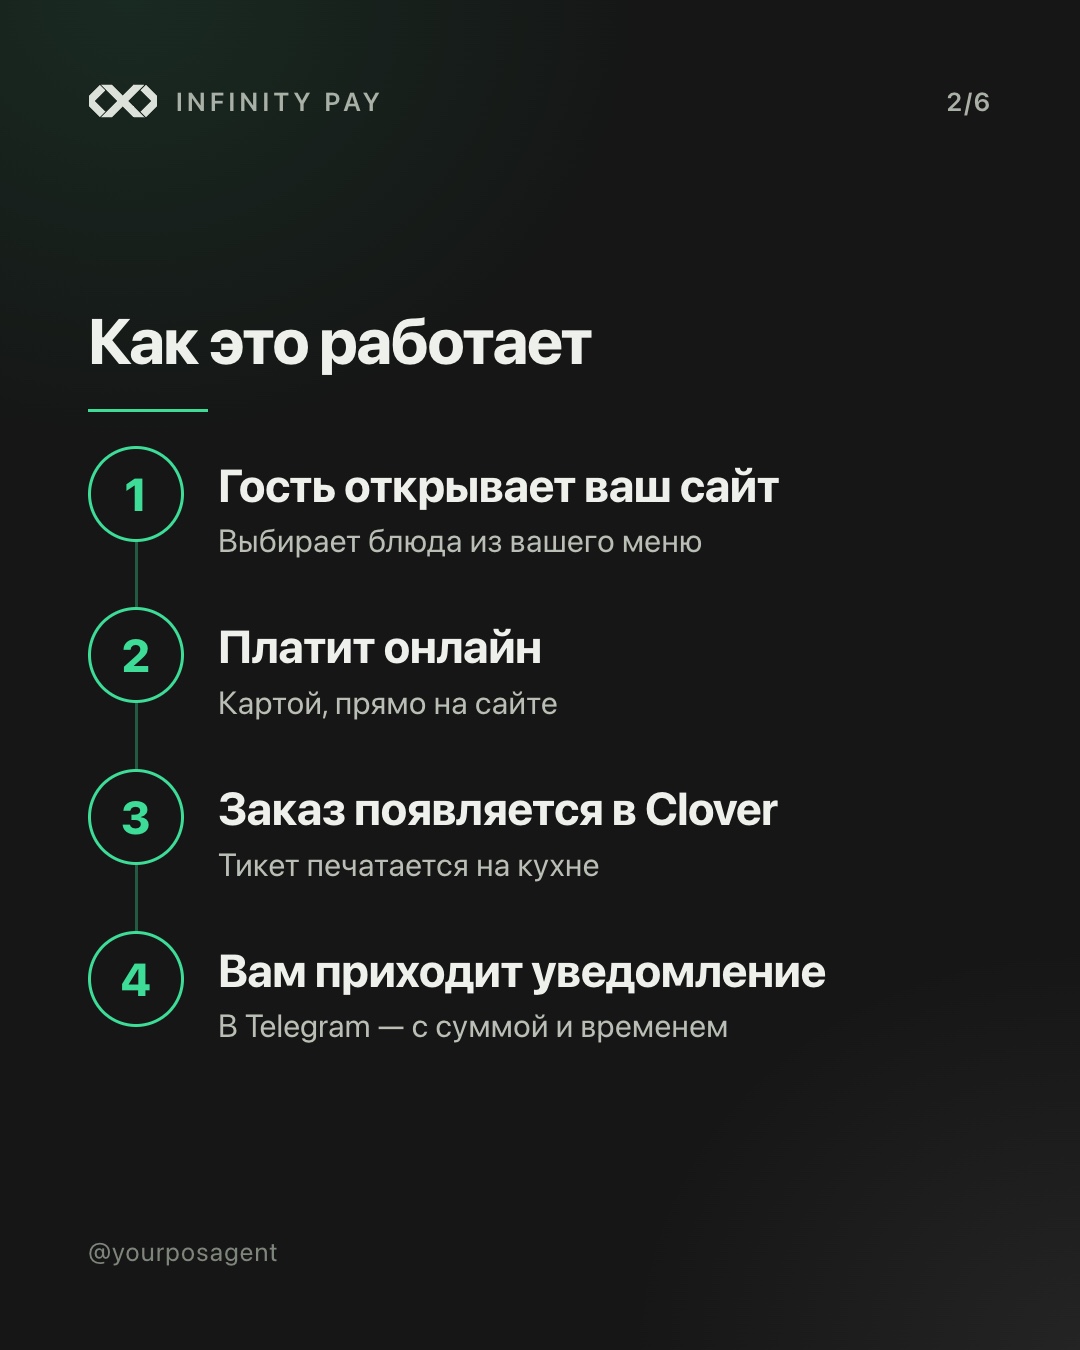 INFINITY PAY
2/6
Как это работает
1
Гость открывает ваш сайт
Выбирает блюда из вашего меню
2
Платит онлайн
Картой, прямо на сайте
3
Заказ появляется в Clover
Тикет печатается на кухне
4
Вам приходит уведомление
В Telegram — с суммой и временем
@yourposagent